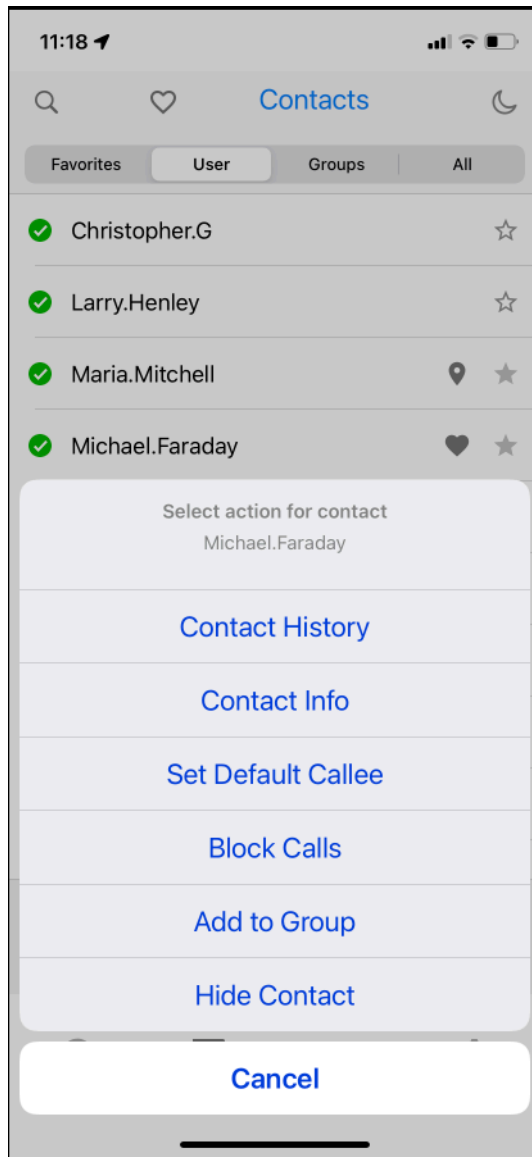 11:18
Contacts
Favorites User Groups All
Christopher.G
Larry.Henley
Maria.Mitchell
Michael.Faraday
Select action for contact
Michael.Faraday
Contact History
Contact Info
Set Default Callee
Block Calls
Add to Group
Hide Contact
Cancel